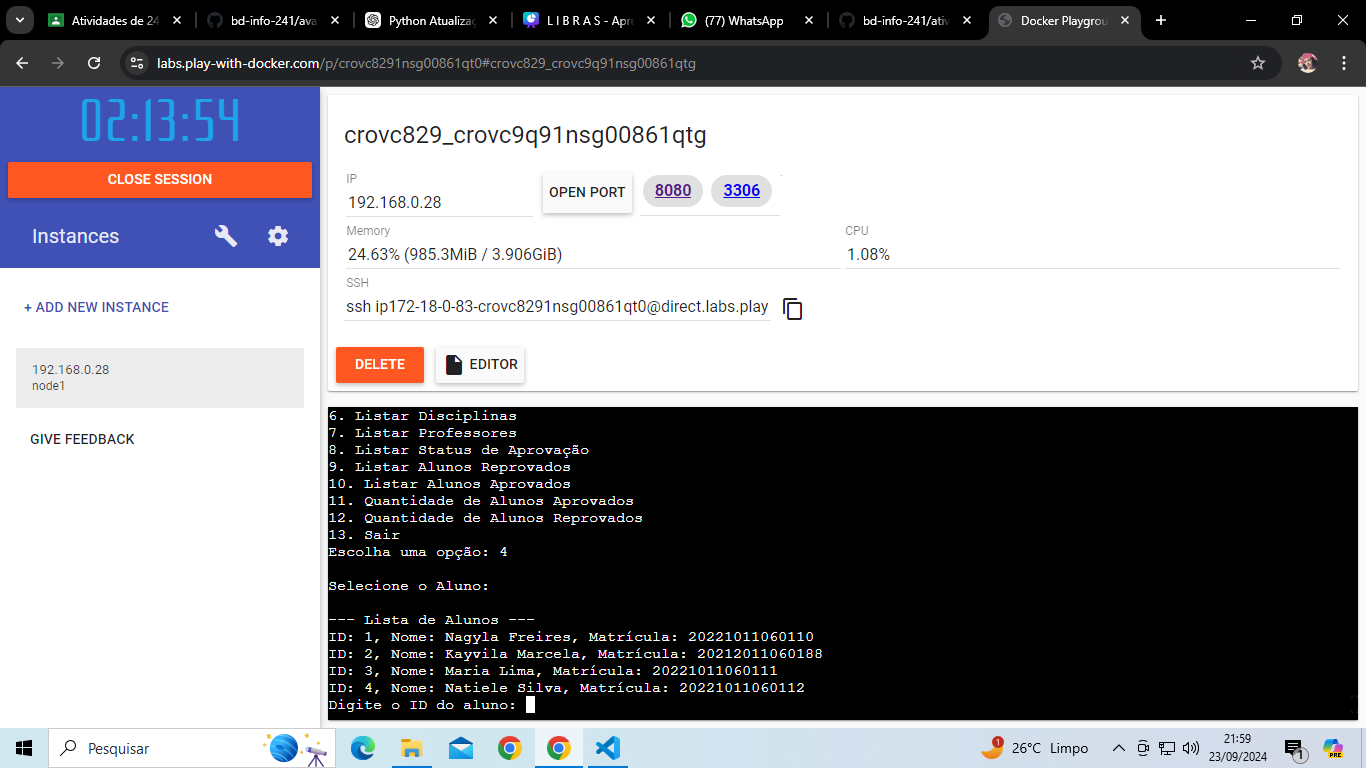 Atividades de 24
bd-info-241/ava
Python Atualizaç
L I B R A S - Apre
(77) WhatsApp
bd-info-241/ativ
Docker Playgrou
labs.play-with-docker.com/p/crovc8291nsg00861qt0#crovc829_crovc9q91nsg00861qtg
02:13:54
CLOSE SESSION
Instances
+ ADD NEW INSTANCE
192.168.0.28
node1
GIVE FEEDBACK
crovc829_crovc9q91nsg00861qtg
IP
192.168.0.28
OPEN PORT
8080
3306
Memory
24.63% (985.3MiB / 3.906GiB)
CPU
1.08%
SSH
ssh ip172-18-0-83-crovc8291nsg00861qt0@direct.labs.play
DELETE
EDITOR
6. Listar Disciplinas
7. Listar Professores
8. Listar Status de Aprovação
9. Listar Alunos Reprovados
10. Listar Alunos Aprovados
11. Quantidade de Alunos Aprovados
12. Quantidade de Alunos Reprovados
13. Sair
Escolha uma opção: 4
Selecione o Aluno:
--- Lista de Alunos ---
ID: 1, Nome: Nagyla Freires, Matrícula: 20221011060110
ID: 2, Nome: Kayvila Marcela, Matrícula: 20212011060188
ID: 3, Nome: Maria Lima, Matrícula: 20221011060111
ID: 4, Nome: Natiele Silva, Matrícula: 20221011060112
Digite o ID do aluno:
Pesquisar
1
26°C Limpo
21:59
23/09/2024
1
PRE